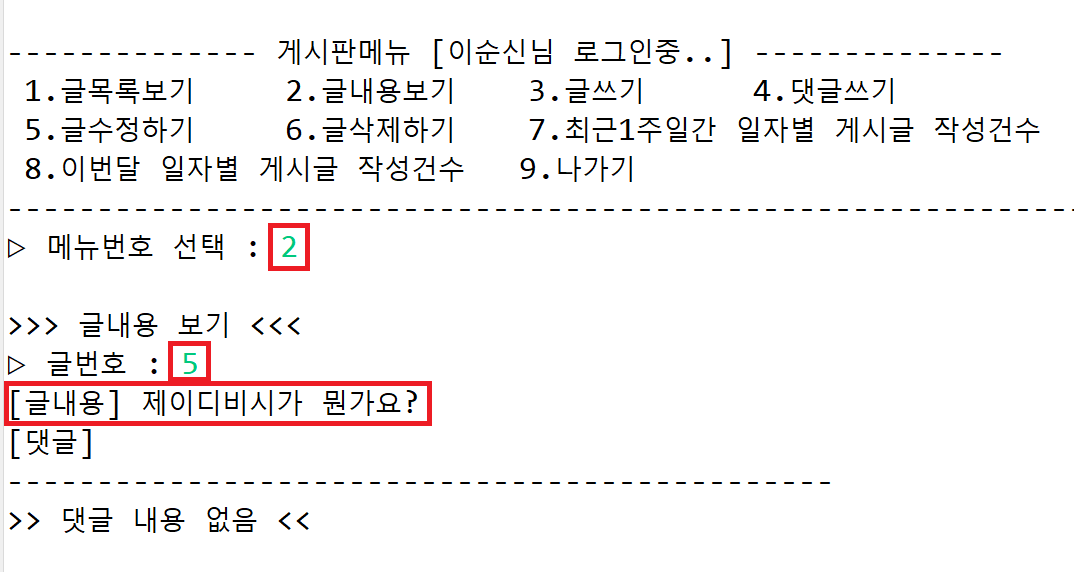 -------------- 게시판메뉴 [이순신님 로그인중..] --------------
1.글목록보기 2.글내용보기 3.글쓰기 4.댓글쓰기
5.글수정하기 6.글삭제하기 7.최근1주일간 일자별 게시글 작성건수
8.이번달 일자별 게시글 작성건수 9.나가기
------------------------------------------------------------
▷ 메뉴번호 선택 : 2
>>> 글내용 보기 <<<
▷ 글번호 : 5
[글내용] 제이디비시가 뭔가요?
[댓글]
-----------------------------------------------
>> 댓글 내용 없음 <<